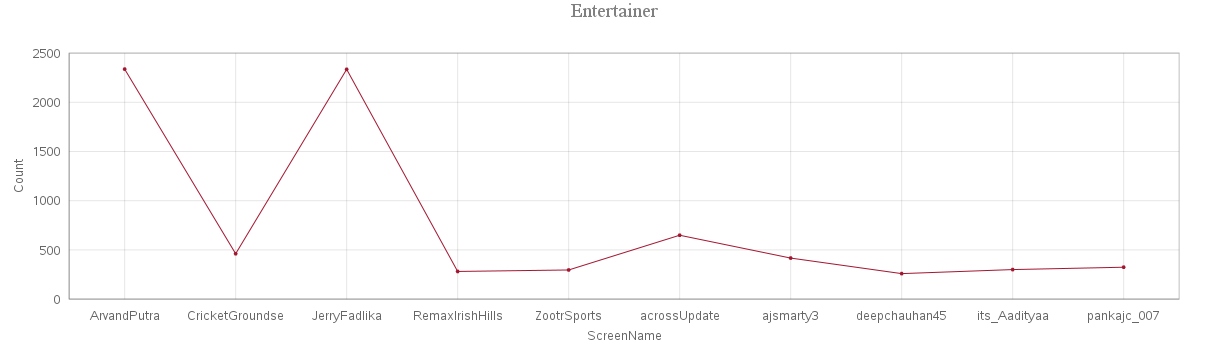 Entertainer
2500
2000
1500
1000
500
0
Count
ArvandPutra CricketGroundse JerryFadlika RemaxIrishHills ZootrSports acrossUpdate ajsmarty3 deepchauhan45 its_Aadityaa pankajc_007
ScreenName